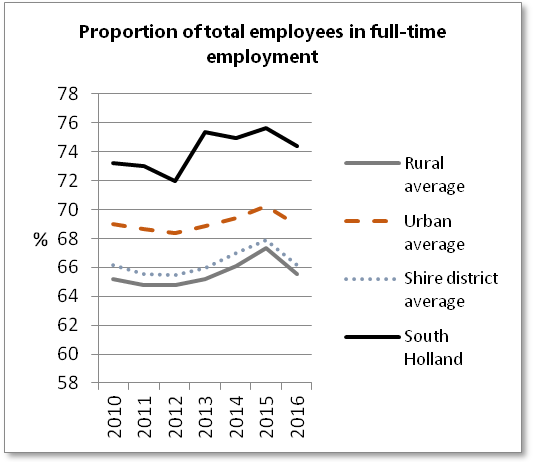 Proportion of total employees in full-time
employment
78
76
74
72
70
68
66
64
62
60
58
%
2010
2011
2012
2013
2014
2015
2016
Rural
average
Urban
average
Shire district
average
South
Holland